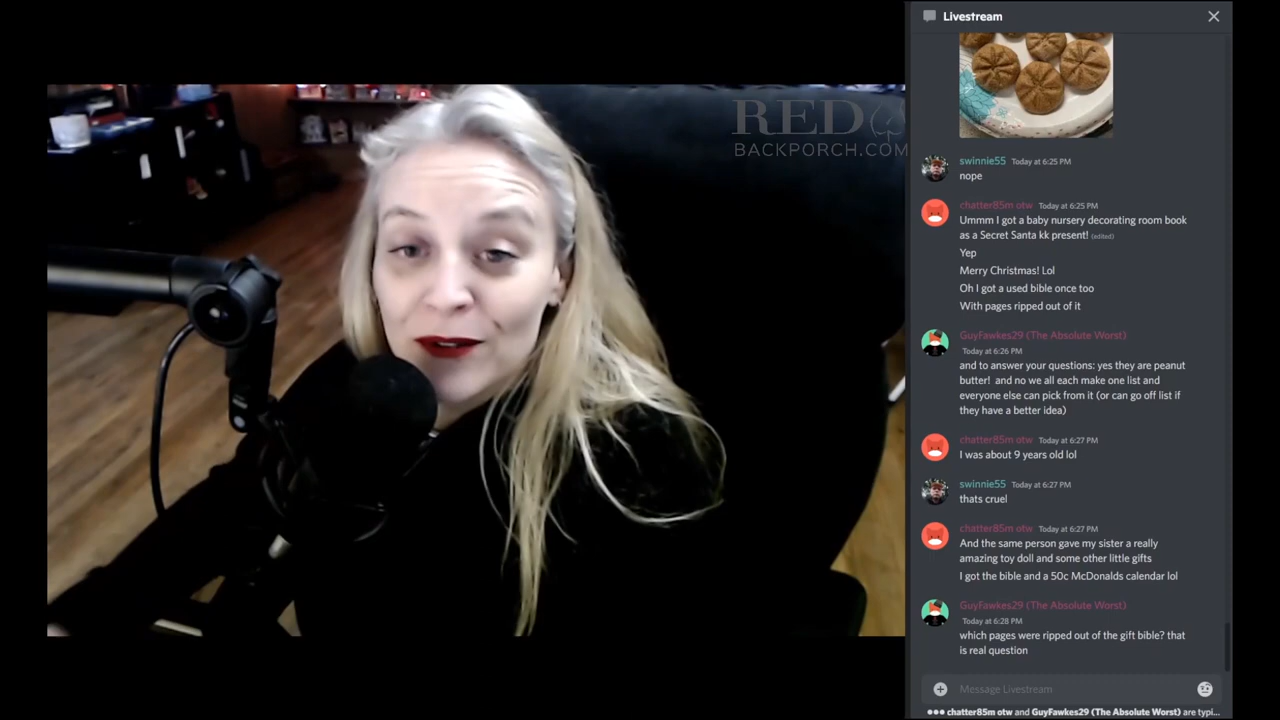 RED
BACKPORCH.COM
Livestream
swinnie55 Today at 6:25 PM
nope
chatter85m otw Today at 6:25 PM
Ummm I got a baby nursery decorating room book
as a Secret Santa kk present! (edited)
Yep
Merry Christmas! Lol
Oh I got a used bible once too
With pages ripped out of it
GuyFawkes29 (The Absolute Worst)
Today at 6:26 PM
and to answer your questions: yes they are peanut
butter! and no we all each make one list and
everyone else can pick from it (or can go off list if
they have a better idea)
chatter85m otw Today at 6:27 PM
I was about 9 years old lol
swinnie55 Today at 6:27 PM
thats cruel
chatter85m otw Today at 6:27 PM
And the same person gave my sister a really
amazing toy doll and some other little gifts
I got the bible and a 50c McDonalds calendar lol
GuyFawkes29 (The Absolute Worst)
Today at 6:28 PM
which pages were ripped out of the gift bible? that
is real question
Message Livestream
chatter85m otw and GuyFawkes29 (The Absolute Worst) are typi...